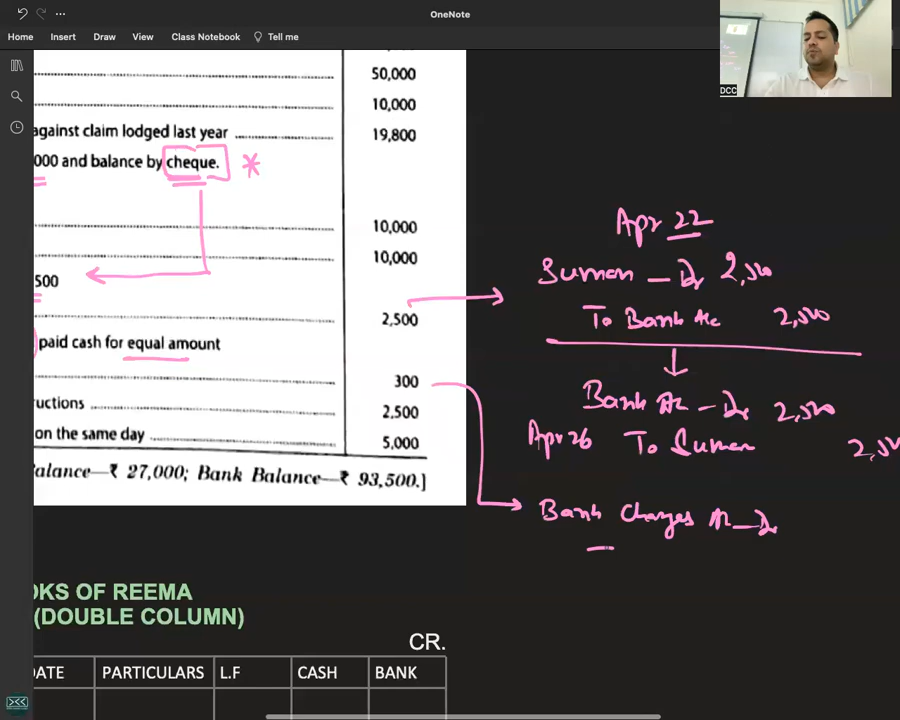 OneNote
Home Insert Draw View Class Notebook Tell me
DCC
50,000
10,000
against claim lodged last year 19,800
000 and balance by cheque. *
10,000
10,000
500
2,500
paid cash for equal amount
300
uctions 2,500
on the same day 5,000
alance—₹ 27,000; Bank Balance—₹ 93,500.]
Apr 22
Suman — Dr 2,500
To Bank A/c 2,500
Bank A/c — Dr 2,500
Apr 26 To Suman
Bank Charges A/c — Dr
OKS OF REEMA
(DOUBLE COLUMN)
CR.
ATE PARTICULARS L.F CASH BANK